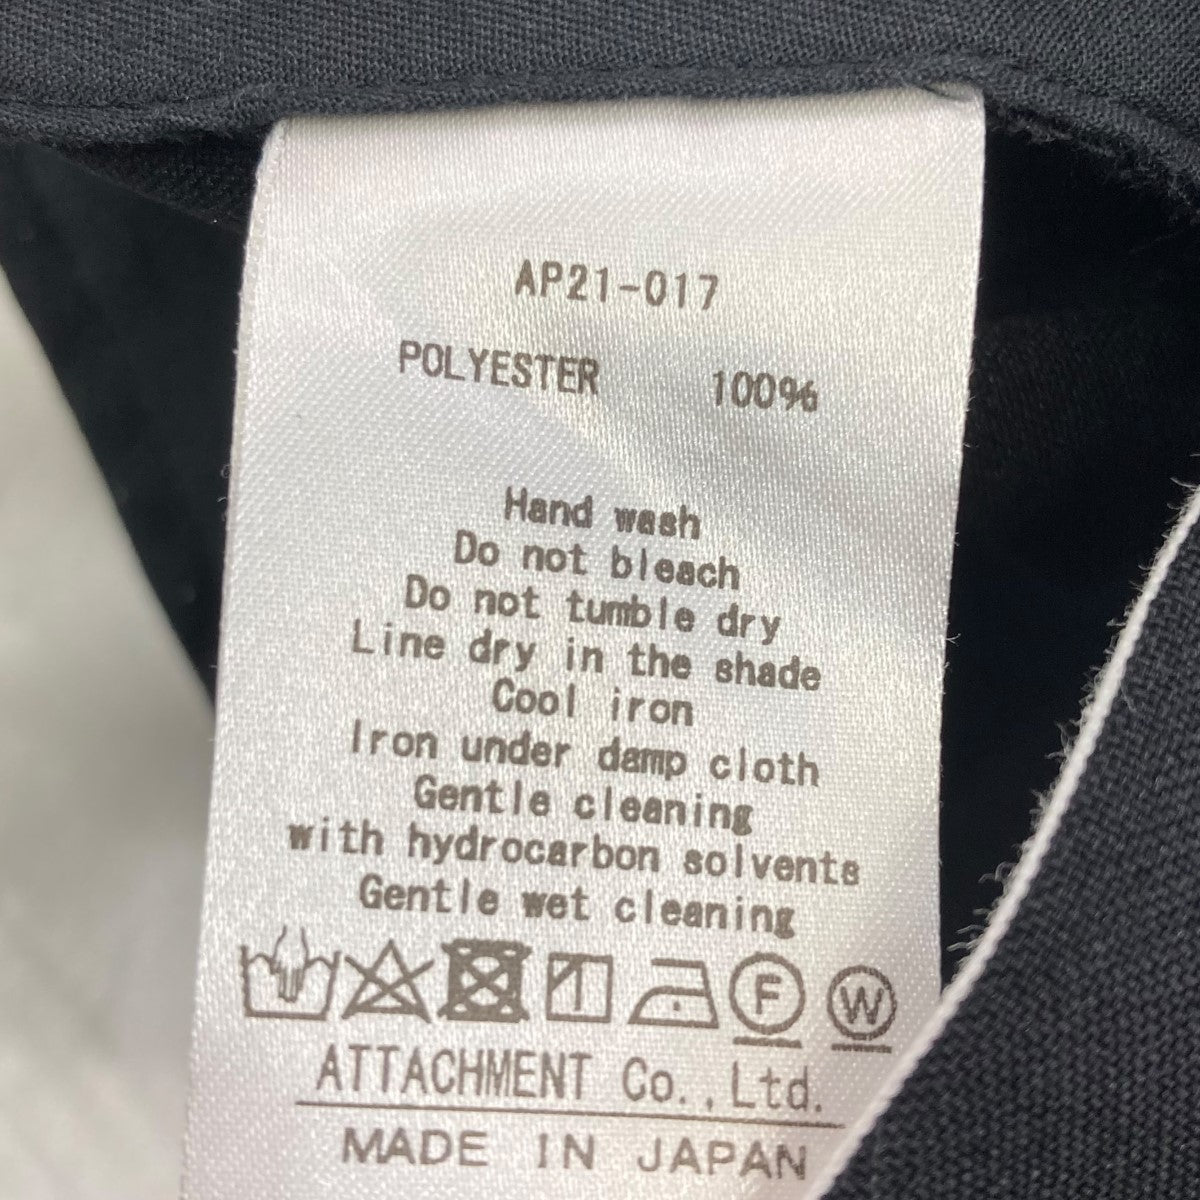 AP21-017
POLYESTER 100%
Hand wash
Do not bleach
Do not tumble dry
Line dry in the shade
Cool iron
Iron under damp cloth
Gentle cleaning
with hydrocarbon solvents
Gentle wet cleaning
F W
ATTACHMENT Co.,Ltd.
MADE IN JAPAN